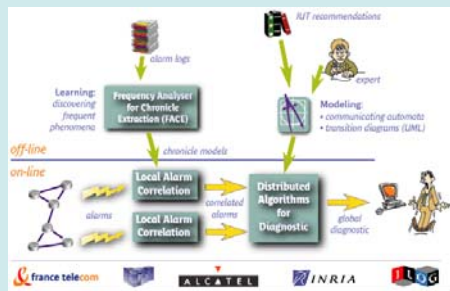 IUT recommendations
alarm logs
expert
Learning:
discovering
frequent
phenomena
Frequency Analyser
for Chronicle
Extraction (FACE)
Modeling:
• communicating automata
• transition diagrams (UML)
off-line
on-line
chronicle models
Local Alarm
Correlation
alarms
correlated
alarms
Local Alarm
Correlation
Distributed
Algorithms
for
Diagnostic
global
diagnostic
france telecom
ALCATEL
INRIA
ILOG